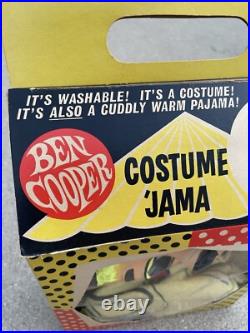 IT'S WASHABLE! IT'S A COSTUME!
IT'S ALSO A CUDDLY WARM PAJAMA!
BEN
COOPER
COSTUME
'JAMA